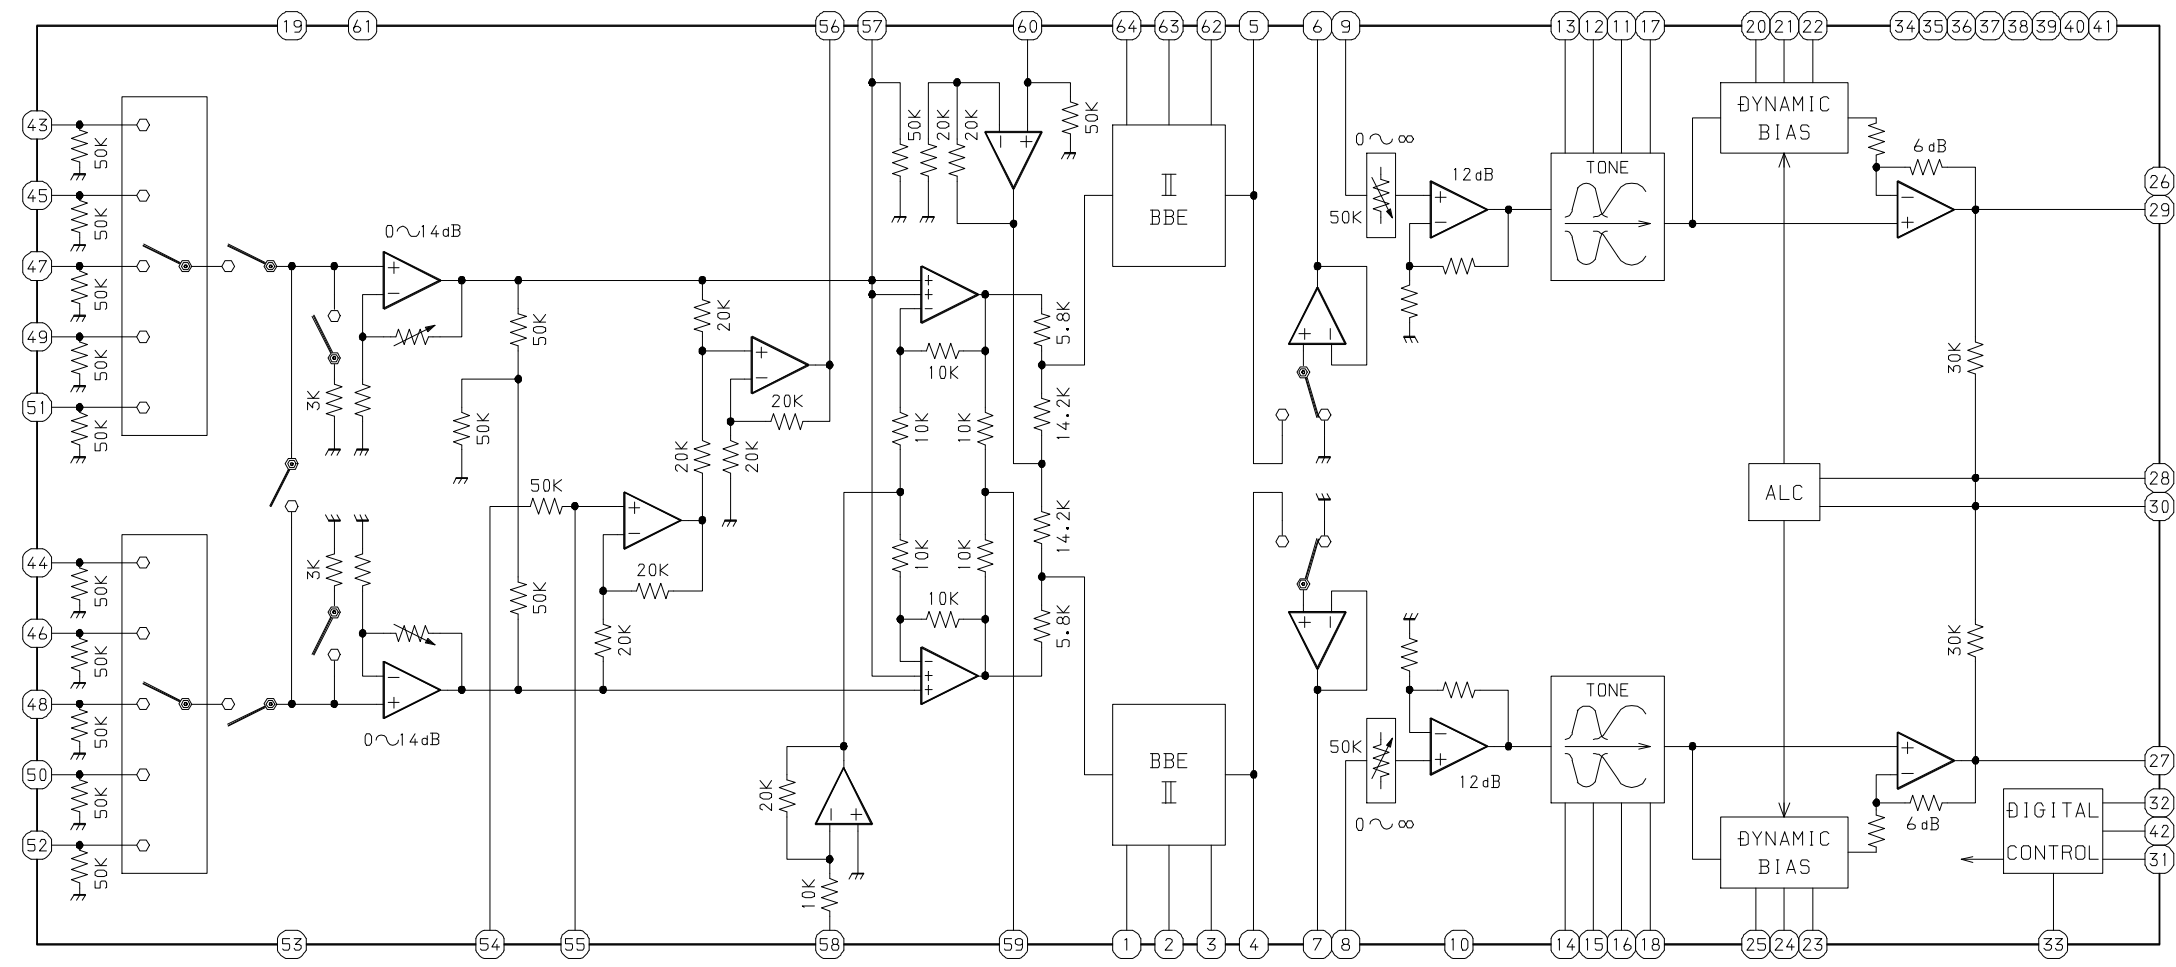 19 61 56 57 60 64 63 62 5 6 9 13 12 11 17 20 21 22 34 35 36 37 38 39 40 41
43
50K
45
50K
47
50K
49
50K
51
50K
44
50K
46
50K
48
50K
50
50K
52
50K
3K
3K
0～14dB
+
−
0～14dB
−
+
50K
50K
50K
50K
+
−
20K
20K
20K
20K
+
−
20K
20K
50K
20K
20K
−
+
50K
+
+
−
10K
10K
10K
10K
10K
10K
−
+
+
20K
−
+
10K
5.8K
14.2K
14.2K
5.8K
II
BBE
BBE
II
+
−
+
−
0～∞
50K
12dB
+
−
50K
0～∞
−
+
12dB
TONE
TONE
DYNAMIC
BIAS
6dB
−
+
30K
ALC
30K
+
−
6dB
DYNAMIC
BIAS
DIGITAL
CONTROL
26
29
28
30
27
32
42
31
53 54 55 58 59 1 2 3 4 7 8 10 14 15 16 18 25 24 23 33